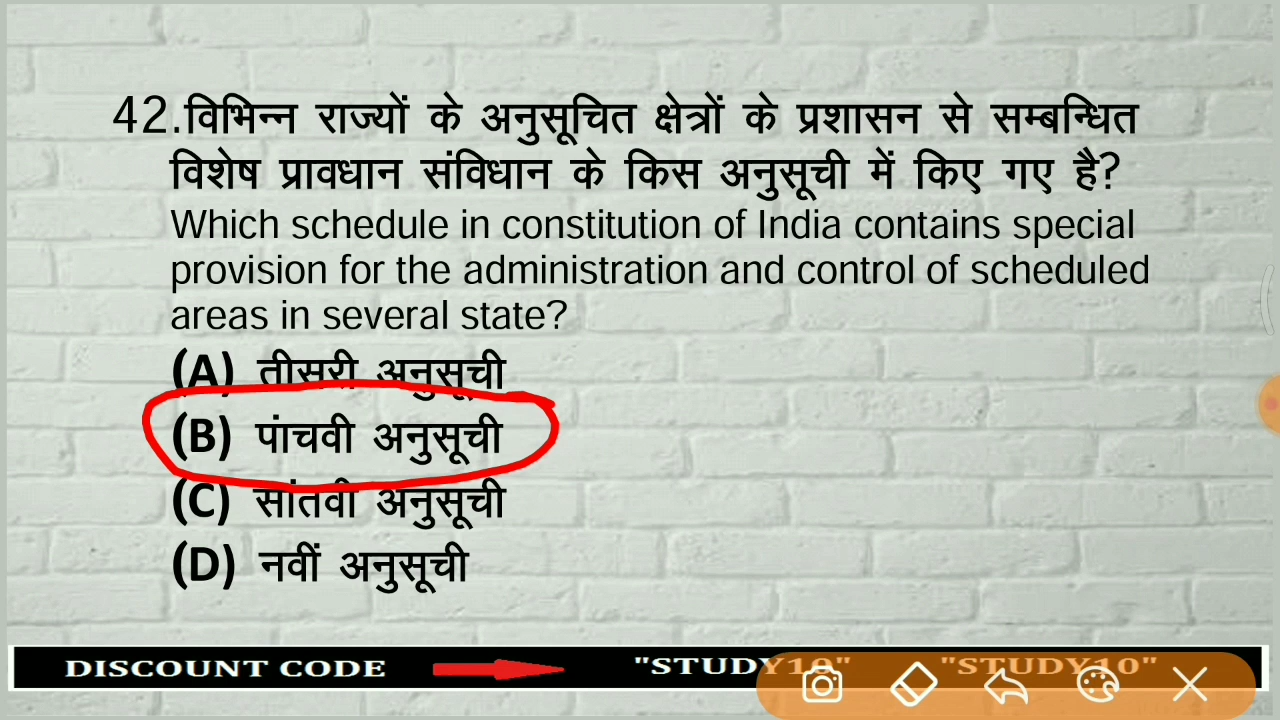 42.विभिन्न राज्यों के अनुसूचित क्षेत्रों के प्रशासन से सम्बन्धित
विशेष प्रावधान संविधान के किस अनुसूची में किए गए है?
Which schedule in constitution of India contains special
provision for the administration and control of scheduled
areas in several state?
(A) तीसरी अनुसूची
(B) पांचवी अनुसूची
(C) सांतवी अनुसूची
(D) नवीं अनुसूची
DISCOUNT CODE "STUDY10" "STUDY10"